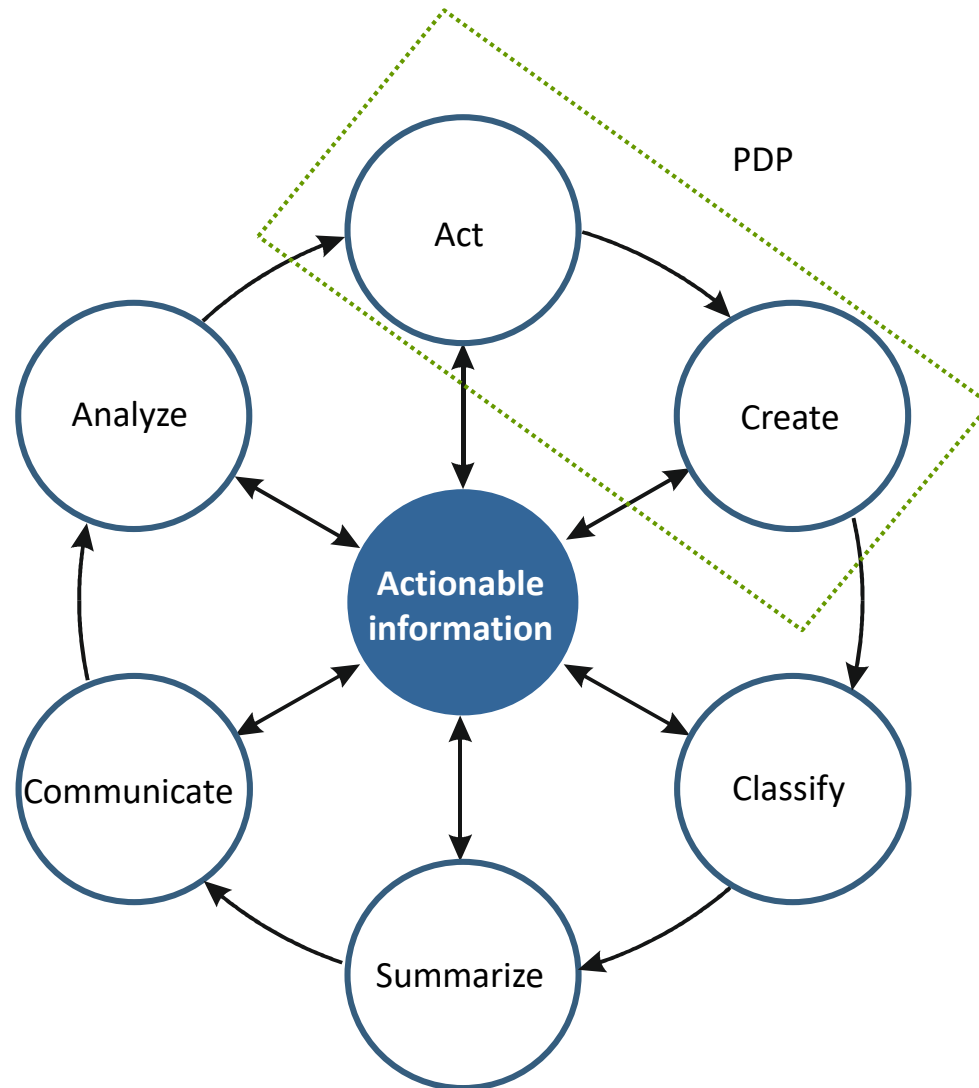 PDP
Act
Analyze
Create
Actionable
information
Communicate
Classify
Summarize